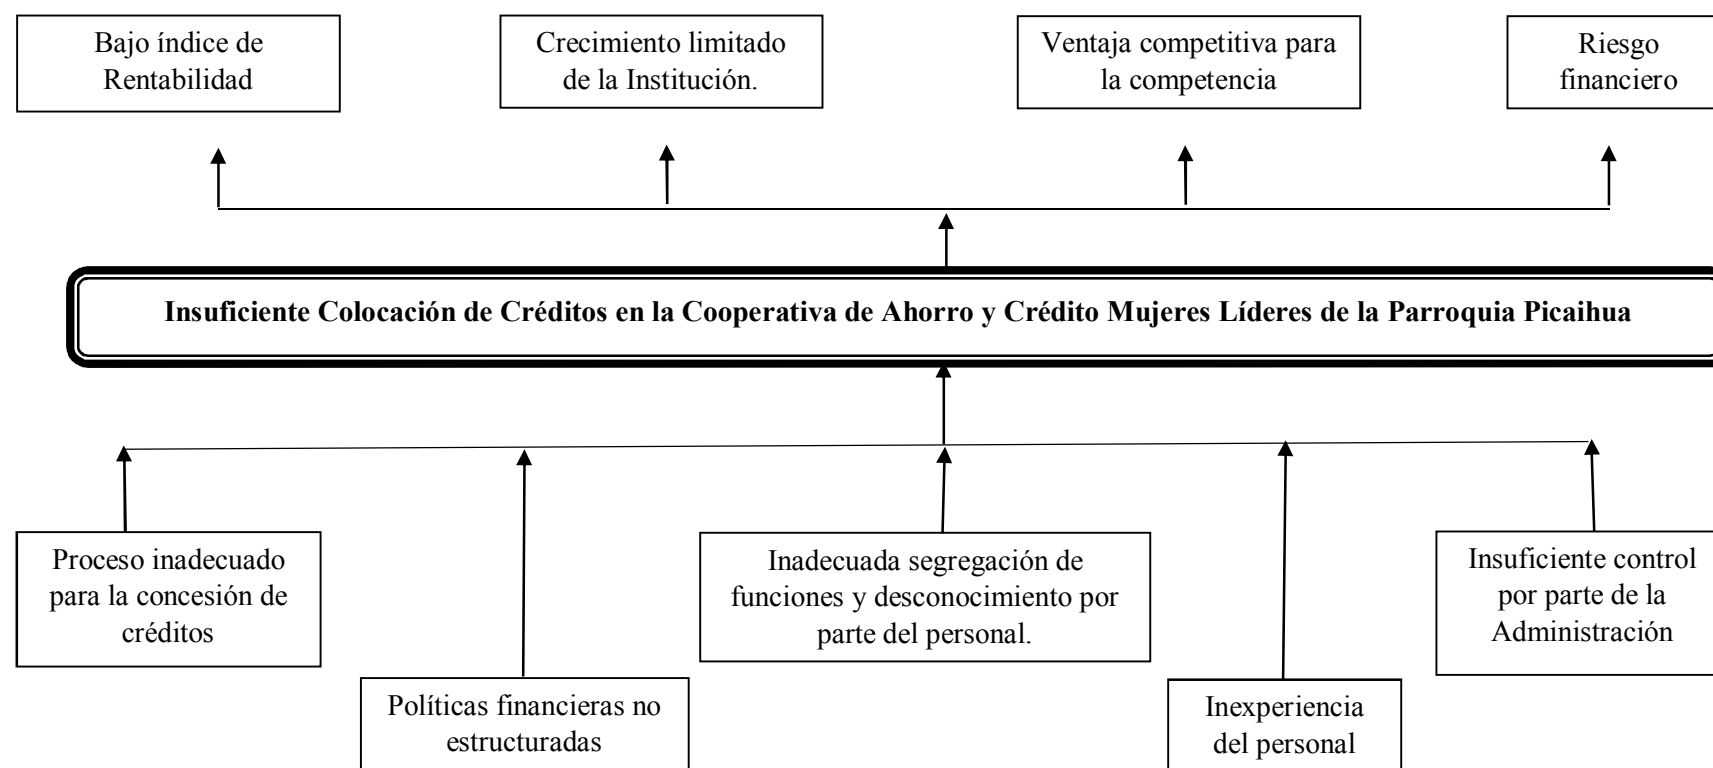 Bajo índice de
Rentabilidad
Crecimiento limitado
de la Institución.
Ventaja competitiva para
la competencia
Riesgo
financiero
Insuficiente Colocación de Créditos en la Cooperativa de Ahorro y Crédito Mujeres Líderes de la Parroquia Picaihua
Proceso inadecuado
para la concesión de
créditos
Políticas financieras no
estructuradas
Inadecuada segregación de
funciones y desconocimiento por
parte del personal.
Inexperiencia
del personal
Insuficiente control
por parte de la
Administración